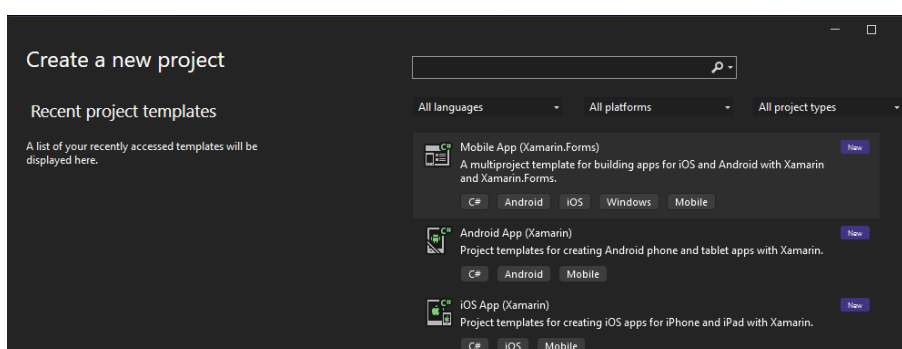 Create a new project
Recent project templates
A list of your recently accessed templates will be
displayed here.
All languages
All platforms
All project types
Mobile App (Xamarin.Forms)
New
A multiproject template for building apps for iOS and Android with Xamarin
and Xamarin.Forms.
C# Android iOS Windows Mobile
Android App (Xamarin)
New
Project templates for creating Android phone and tablet apps with Xamarin.
C# Android Mobile
iOS App (Xamarin)
New
Project templates for creating iOS apps for iPhone and iPad with Xamarin.
C# iOS Mobile